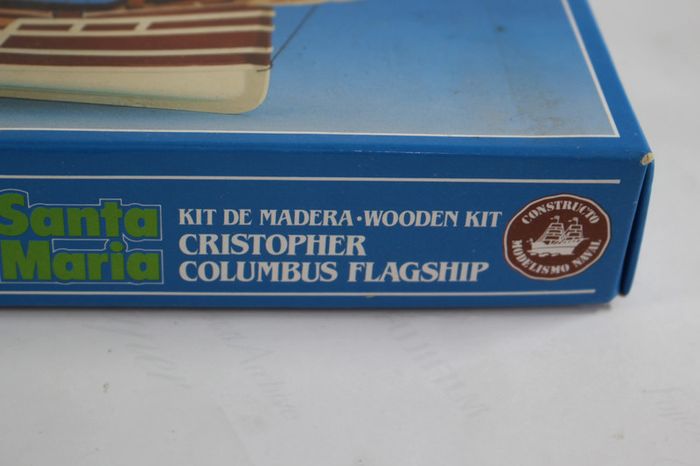 Santa
Maria
KIT DE MADERA·WOODEN KIT
CRISTOPHER
COLUMBUS FLAGSHIP
CONSTRUCTO
MODELISMO NAVAL